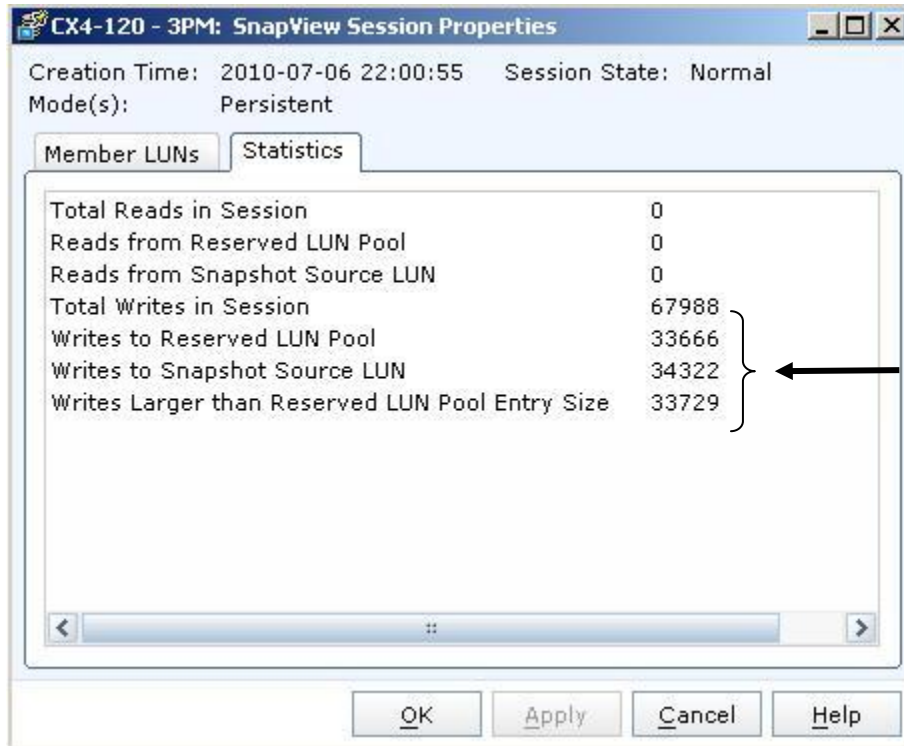 CX4-120 - 3PM: SnapView Session Properties
Creation Time: 2010-07-06 22:00:55 Session State: Normal
Mode(s): Persistent
Member LUNs Statistics
Total Reads in Session 0
Reads from Reserved LUN Pool 0
Reads from Snapshot Source LUN 0
Total Writes in Session 67988
Writes to Reserved LUN Pool 33666
Writes to Snapshot Source LUN 34322
Writes Larger than Reserved LUN Pool Entry Size 33729
OK Apply Cancel Help